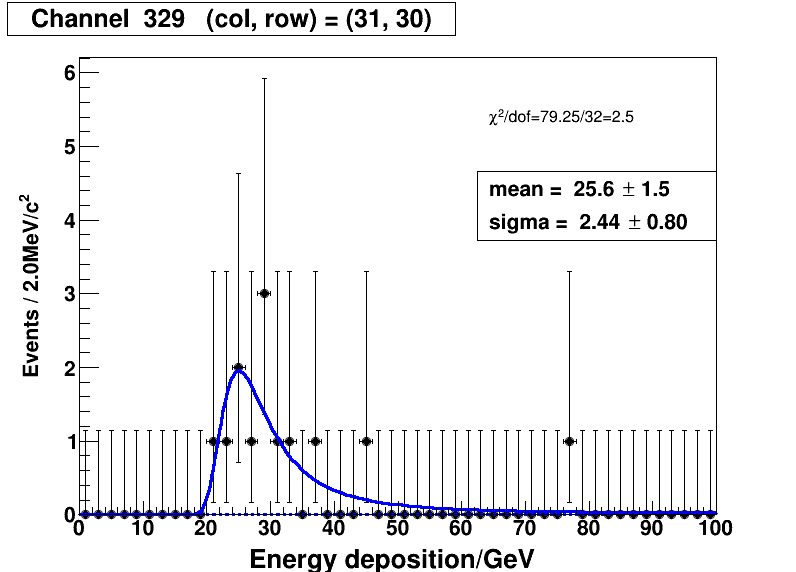 Channel 329 (col, row) = (31, 30)
χ²/dof=79.25/32=2.5
mean = 25.6 ± 1.5
sigma = 2.44 ± 0.80
Events / 2.0MeV/c²
6
5
4
3
2
1
0
0 10 20 30 40 50 60 70 80 90 100
Energy deposition/GeV